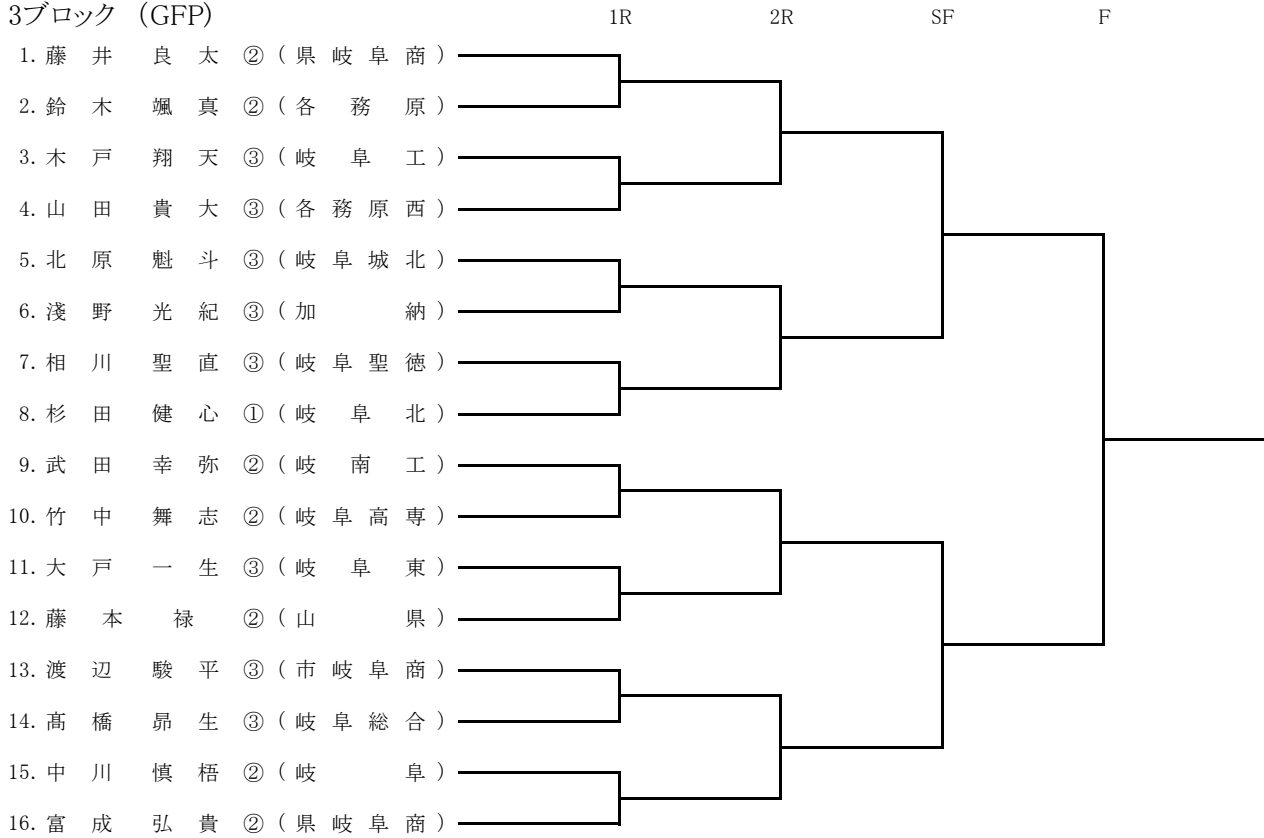 3ブロック (GFP) 1R 2R SF F
1. 藤 井 良 太 ② ( 県 岐 阜 商 )
2. 鈴 木 颯 真 ② ( 各 務 原 )
3. 木 戸 翔 天 ③ ( 岐 阜 工 )
4. 山 田 貴 大 ③ ( 各 務 原 西 )
5. 北 原 魁 斗 ③ ( 岐 阜 城 北 )
6. 淺 野 光 紀 ③ ( 加 納 )
7. 相 川 聖 直 ③ ( 岐 阜 聖 徳 )
8. 杉 田 健 心 ① ( 岐 阜 北 )
9. 武 田 幸 弥 ② ( 岐 南 工 )
10. 竹 中 舞 志 ② ( 岐 阜 高 専 )
11. 大 戸 一 生 ③ ( 岐 阜 東 )
12. 藤 本 禄 ② ( 山 県 )
13. 渡 辺 駿 平 ③ ( 市 岐 阜 商 )
14. 髙 橋 昴 生 ③ ( 岐 阜 総 合 )
15. 中 川 慎 梧 ② ( 岐 阜 )
16. 富 成 弘 貴 ② ( 県 岐 阜 商 )